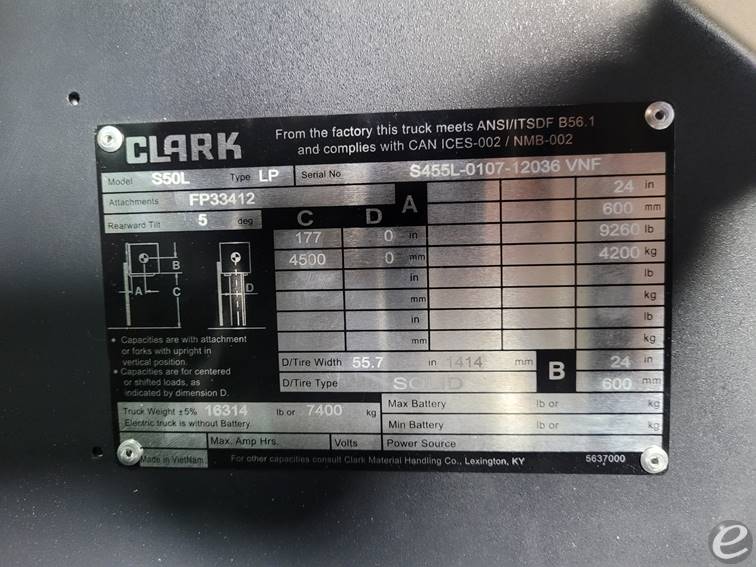 CLARK
From the factory this truck meets ANSI/ITSDF B56.1
and complies with CAN ICES-002 / NMB-002
Model S50L Type LP Serial No S455L-0107-12036 VNF
Attachments FP33412 A 24 in
600 mm
Rearward Tilt 5 deg C D 9260 lb
177 0 in
4500 0 mm 4200 kg
in lb
mm kg
in lb
mm kg
B
A
C
D
• Capacities are with attachment
or forks with upright in
vertical position.
• Capacities are for centered
or shifted loads, as
indicated by dimension D.
D/Tire Width 55.7 in 1414 mm B 24 in
D/Tire Type SOLID 600 mm
Truck Weight ±5% 16314 lb or 7400 kg
Electric truck is without Battery
Max Battery lb or kg
Min Battery lb or kg
Max. Amp Hrs. Volts Power Source
Made in VietNam
For other capacities consult Clark Material Handling Co., Lexington, KY 5637000
e